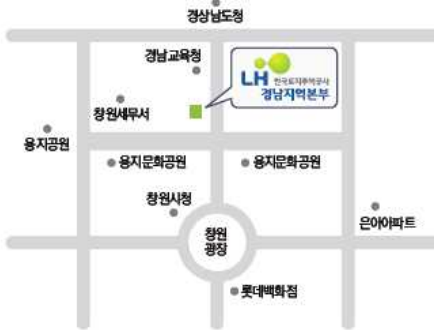 경상남도청
경남교육청
LH 한국토지주택공사
경남지역본부
창원세무서
용지공원
용지문화공원
용지문화공원
창원시청
창원
광장
은아아파트
롯데백화점